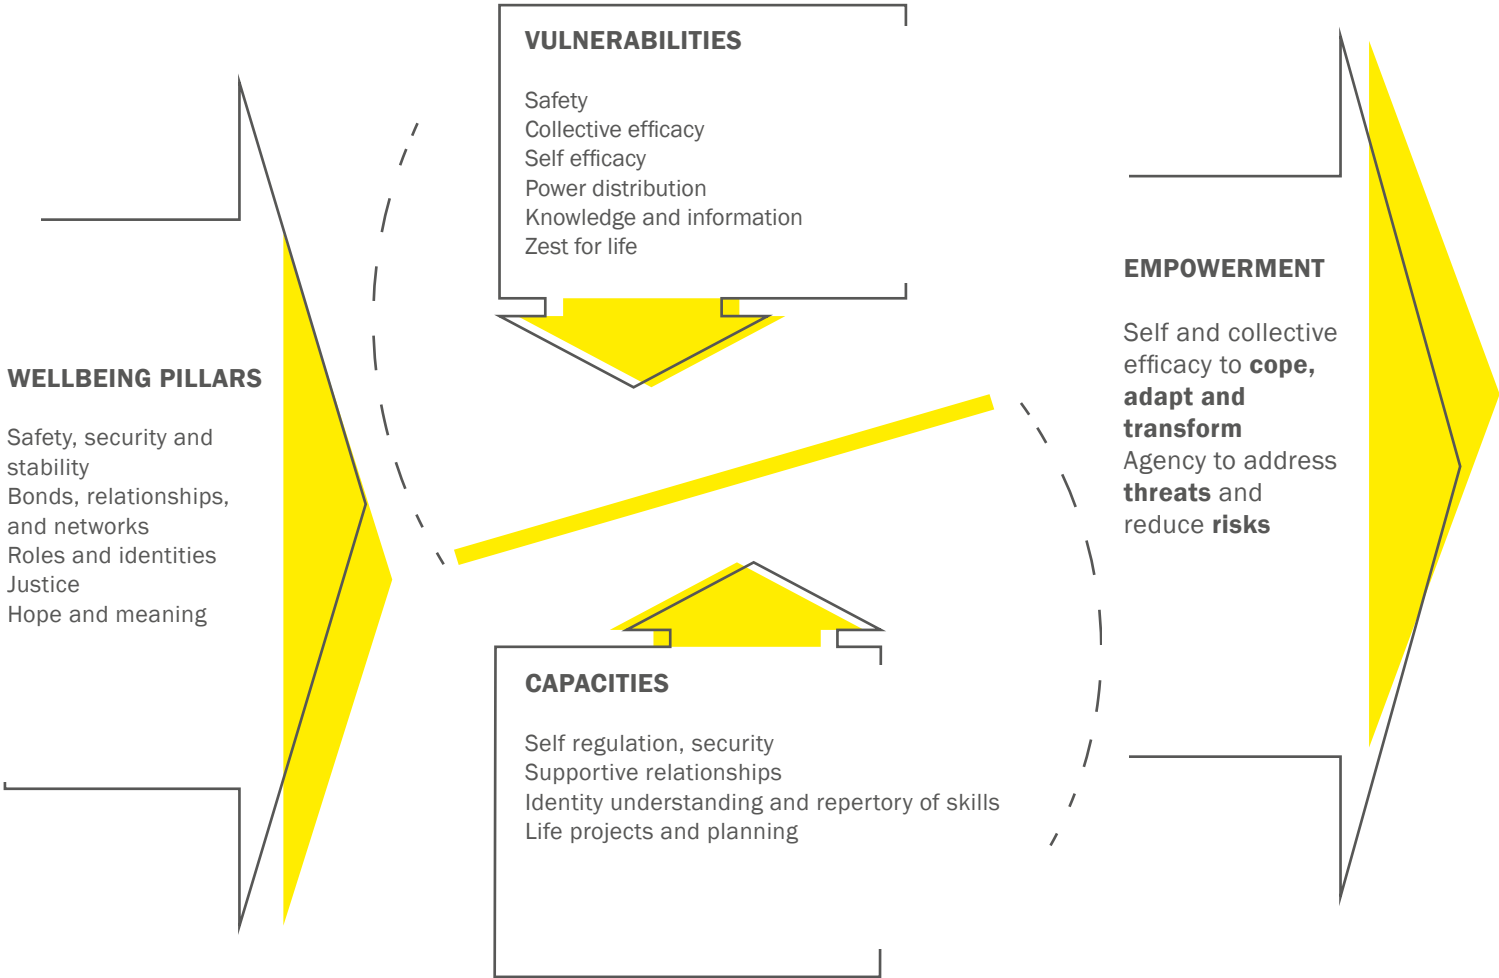 WELLBEING PILLARS
Safety, security and
stability
Bonds, relationships,
and networks
Roles and identities
Justice
Hope and meaning
VULNERABILITIES
Safety
Collective efficacy
Self efficacy
Power distribution
Knowledge and information
Zest for life
CAPACITIES
Self regulation, security
Supportive relationships
Identity understanding and repertory of skills
Life projects and planning
EMPOWERMENT
Self and collective
efficacy to cope,
adapt and
transform
Agency to address
threats and
reduce risks